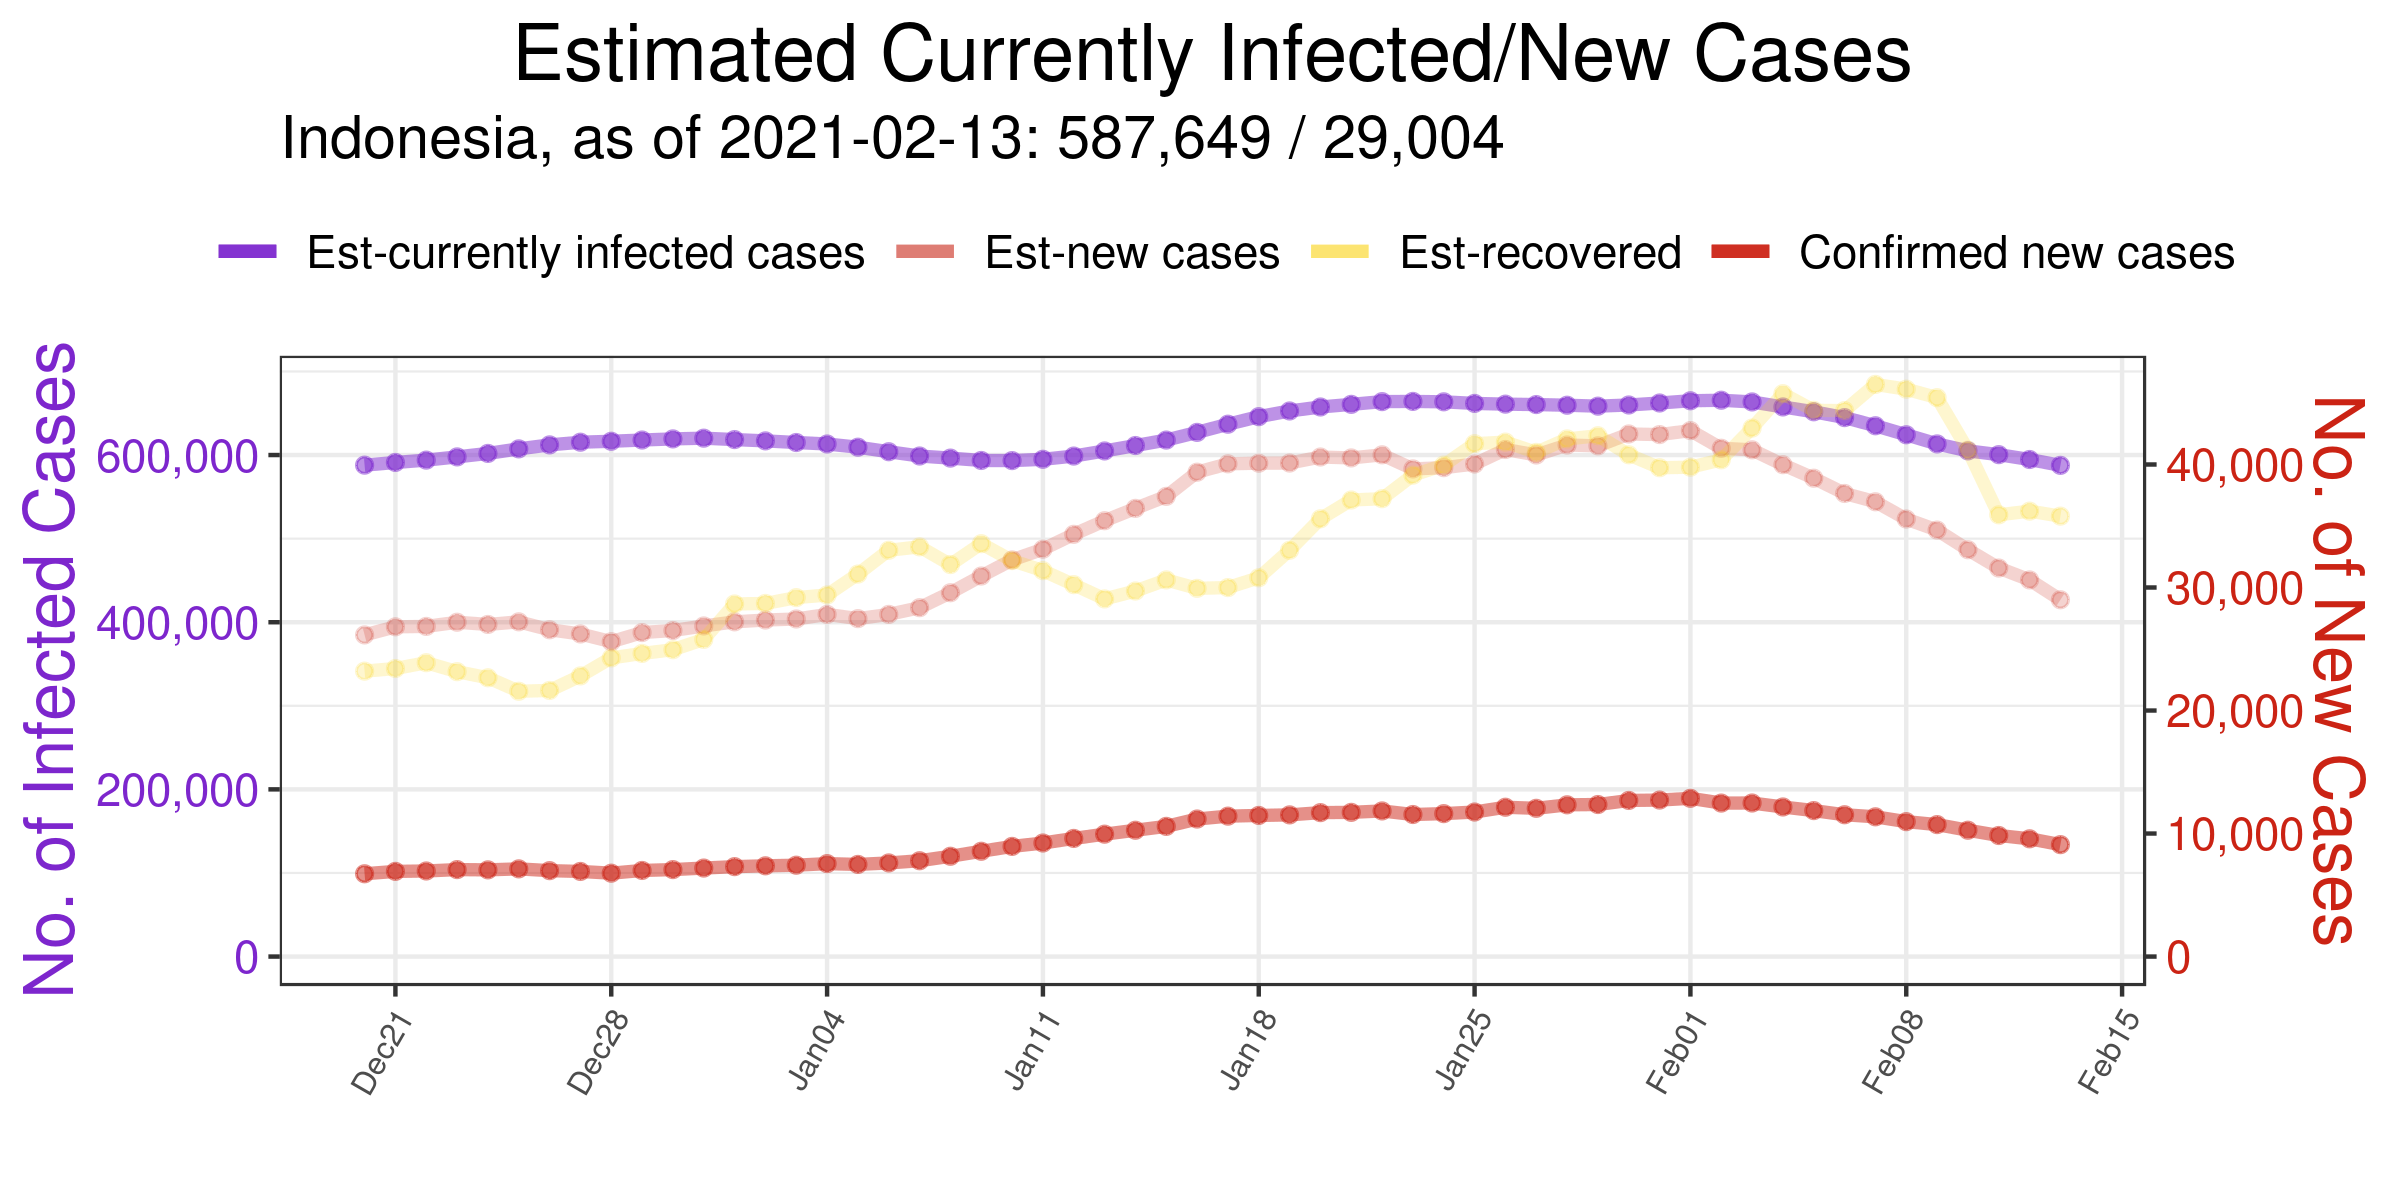 Estimated Currently Infected/New Cases
Indonesia, as of 2021-02-13: 587,649 / 29,004
Est-currently infected cases Est-new cases Est-recovered Confirmed new cases
No. of Infected Cases
600,000
400,000
200,000
0
No. of New Cases
40,000
30,000
20,000
10,000
0
Dec21 Dec28 Jan04 Jan11 Jan18 Jan25 Feb01 Feb08 Feb15